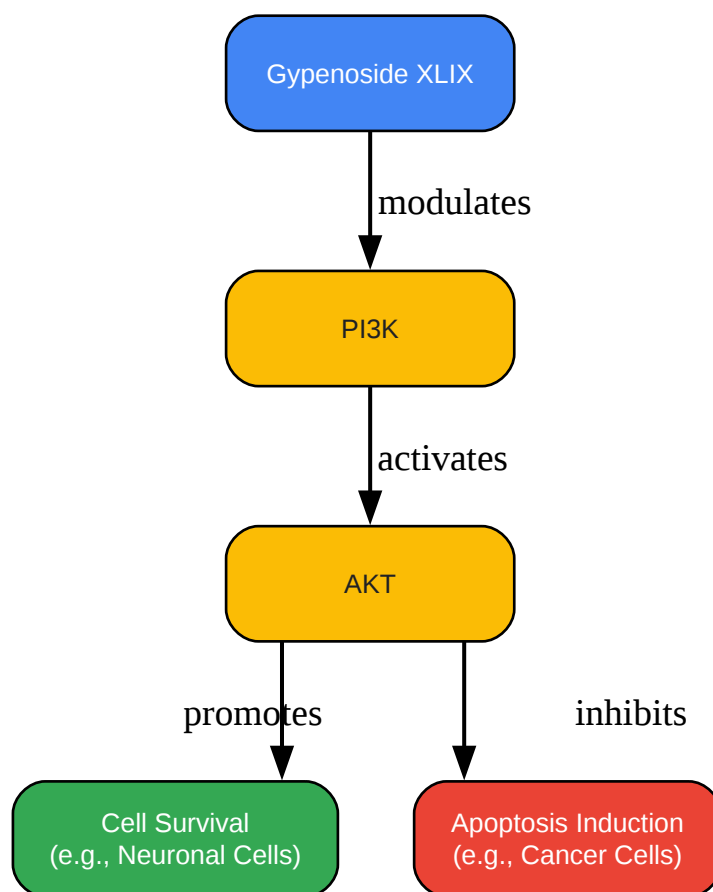 Gypenoside XLIX
modulates
PI3K
activates
AKT
promotes
inhibits
Cell Survival
(e.g., Neuronal Cells)
Apoptosis Induction
(e.g., Cancer Cells)